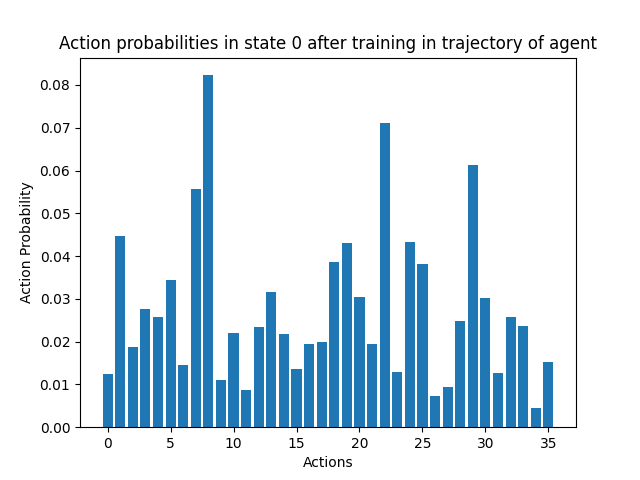 Action probabilities in state 0 after training in trajectory of agent
0.08
0.07
0.06
0.05
0.04
0.03
0.02
0.01
0.00
Action Probability
0 5 10 15 20 25 30 35
Actions